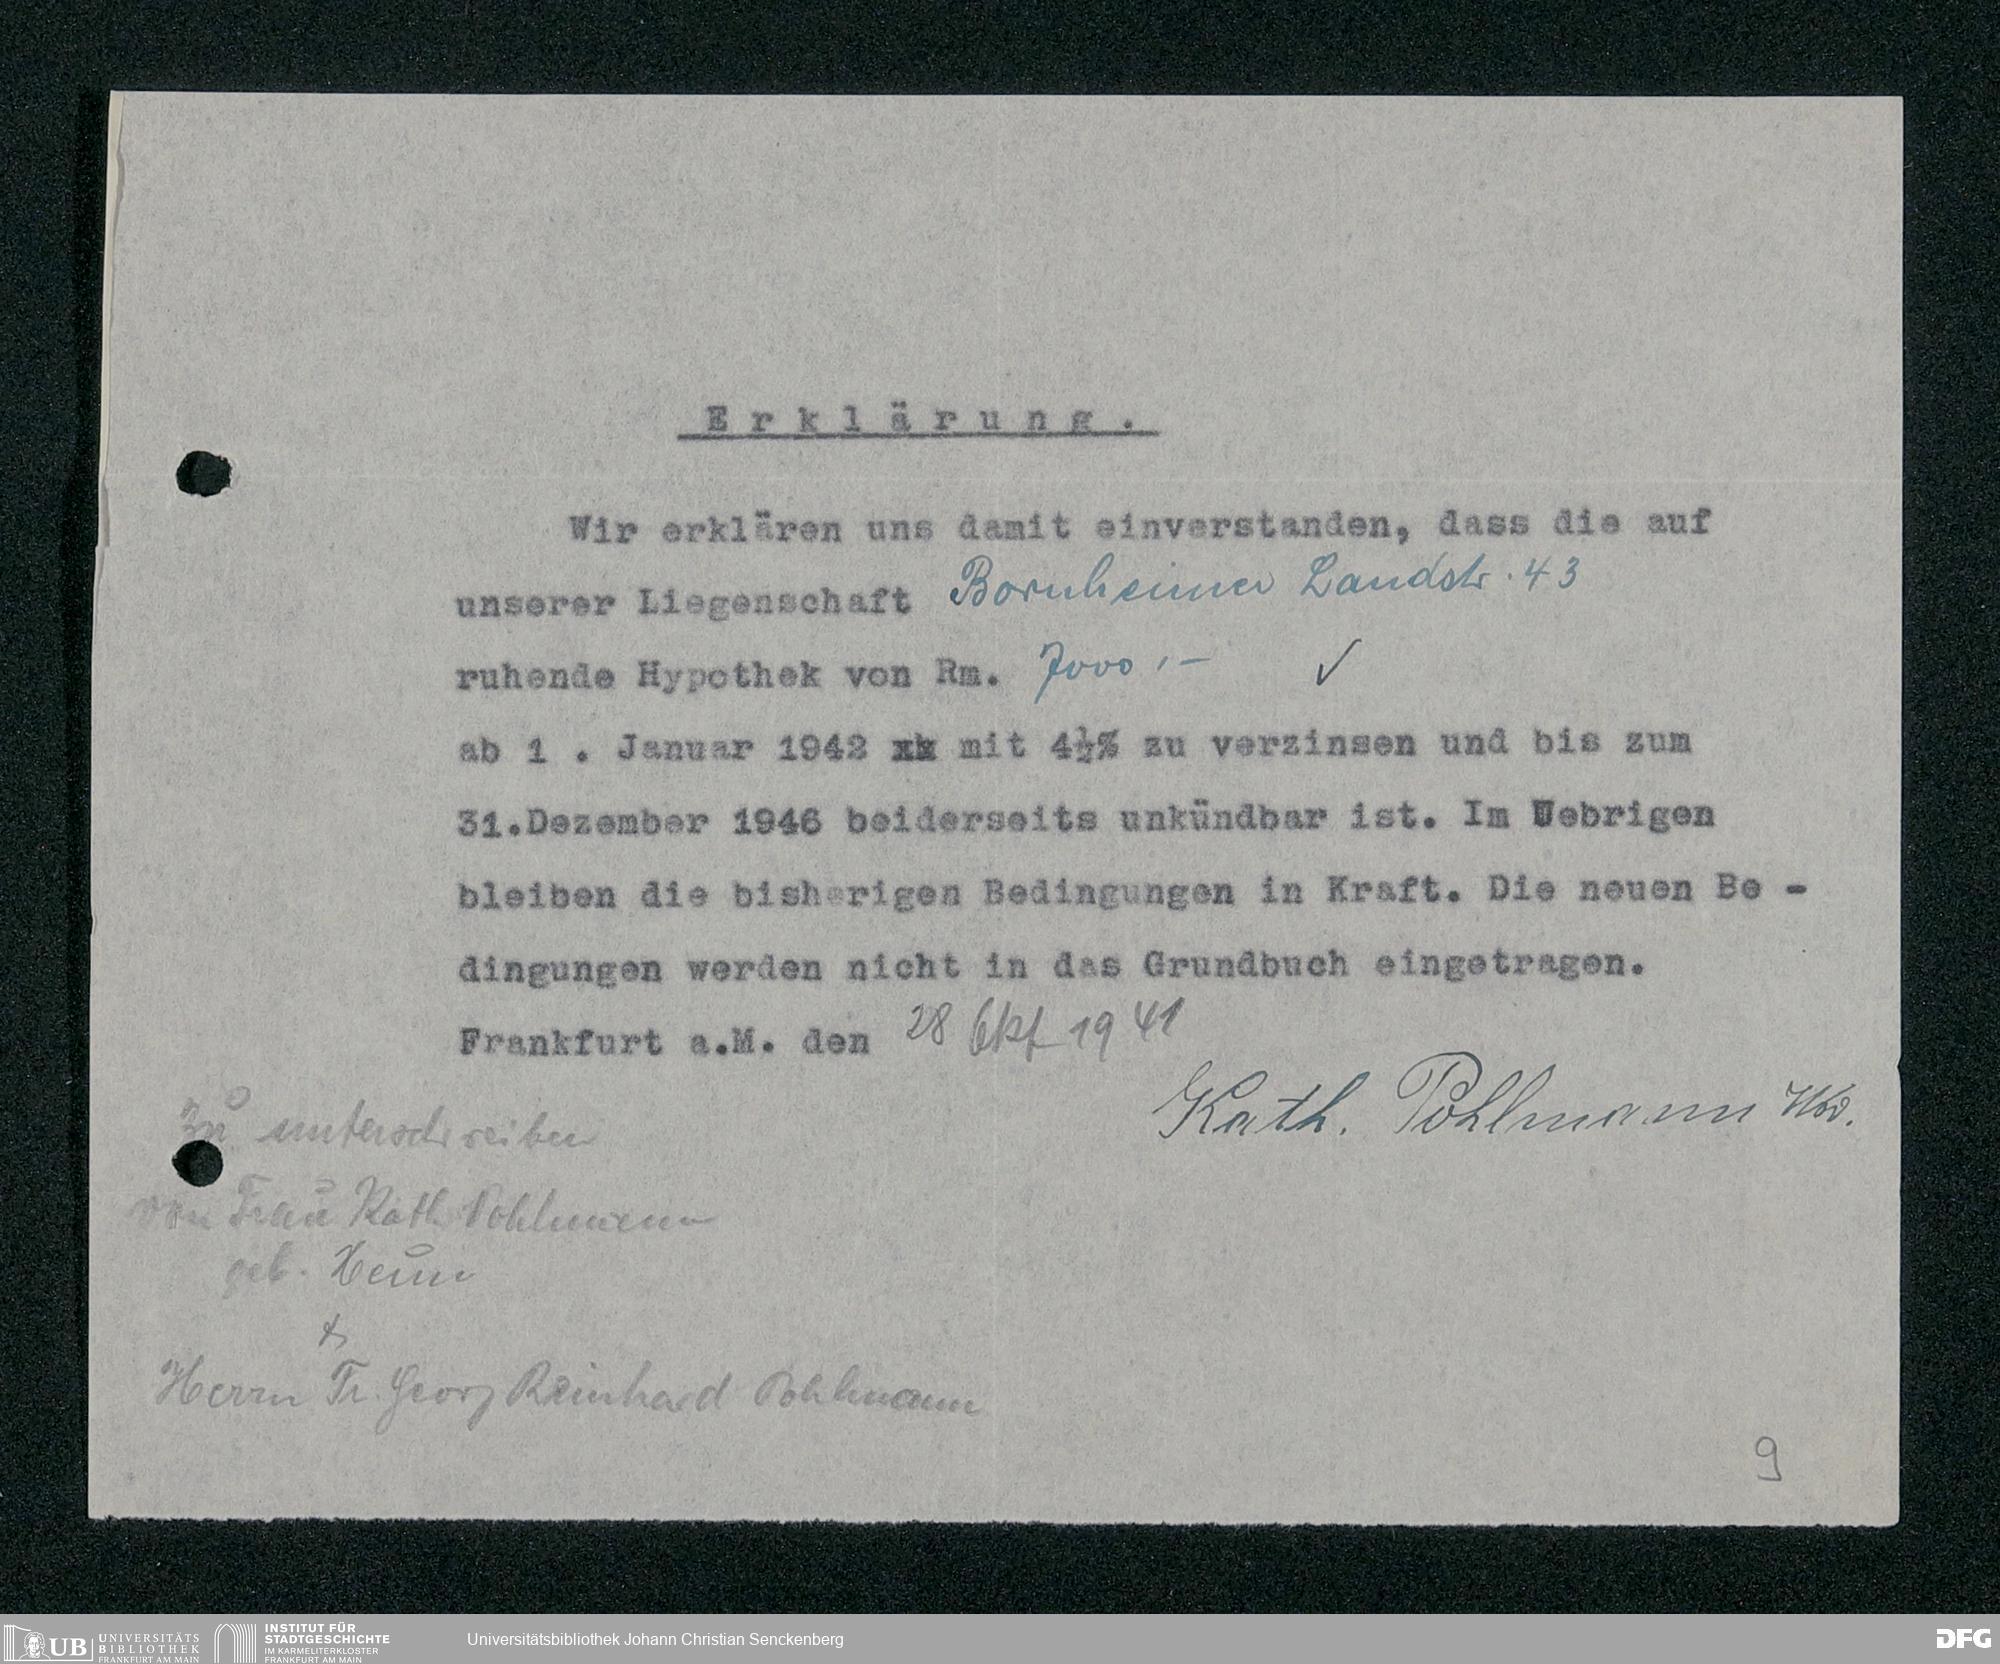 E r k l ä r u n g .
Wir erklären uns damit einverstanden, dass die auf
unserer Liegenschaft Bornheimer Landstr. 43
ruhende Hypothek von Rm. 7000,- ✓
ab 1 . Januar 1942 xx mit 4½% zu verzinsen und bis zum
31.Dezember 1946 beiderseits unkündbar ist. Im Uebrigen
bleiben die bisherigen Bedingungen in Kraft. Die neuen Be -
dingungen werden nicht in das Grundbuch eingetragen.
Frankfurt a.M. den 28 Okt 1941
Kath. Pohlmann Ww.
Zu unterschreiben
von Frau Kath Pohlmann
geb. Heun
&
Herrn Fr. Georg Reinhard Pohlmann
9
UB UNIVERSITÄTS
BIBLIOTHEK
FRANKFURT AM MAIN
INSTITUT FÜR
STADTGESCHICHTE
IM KARMELITERKLOSTER
FRANKFURT AM MAIN
Universitätsbibliothek Johann Christian Senckenberg
DFG